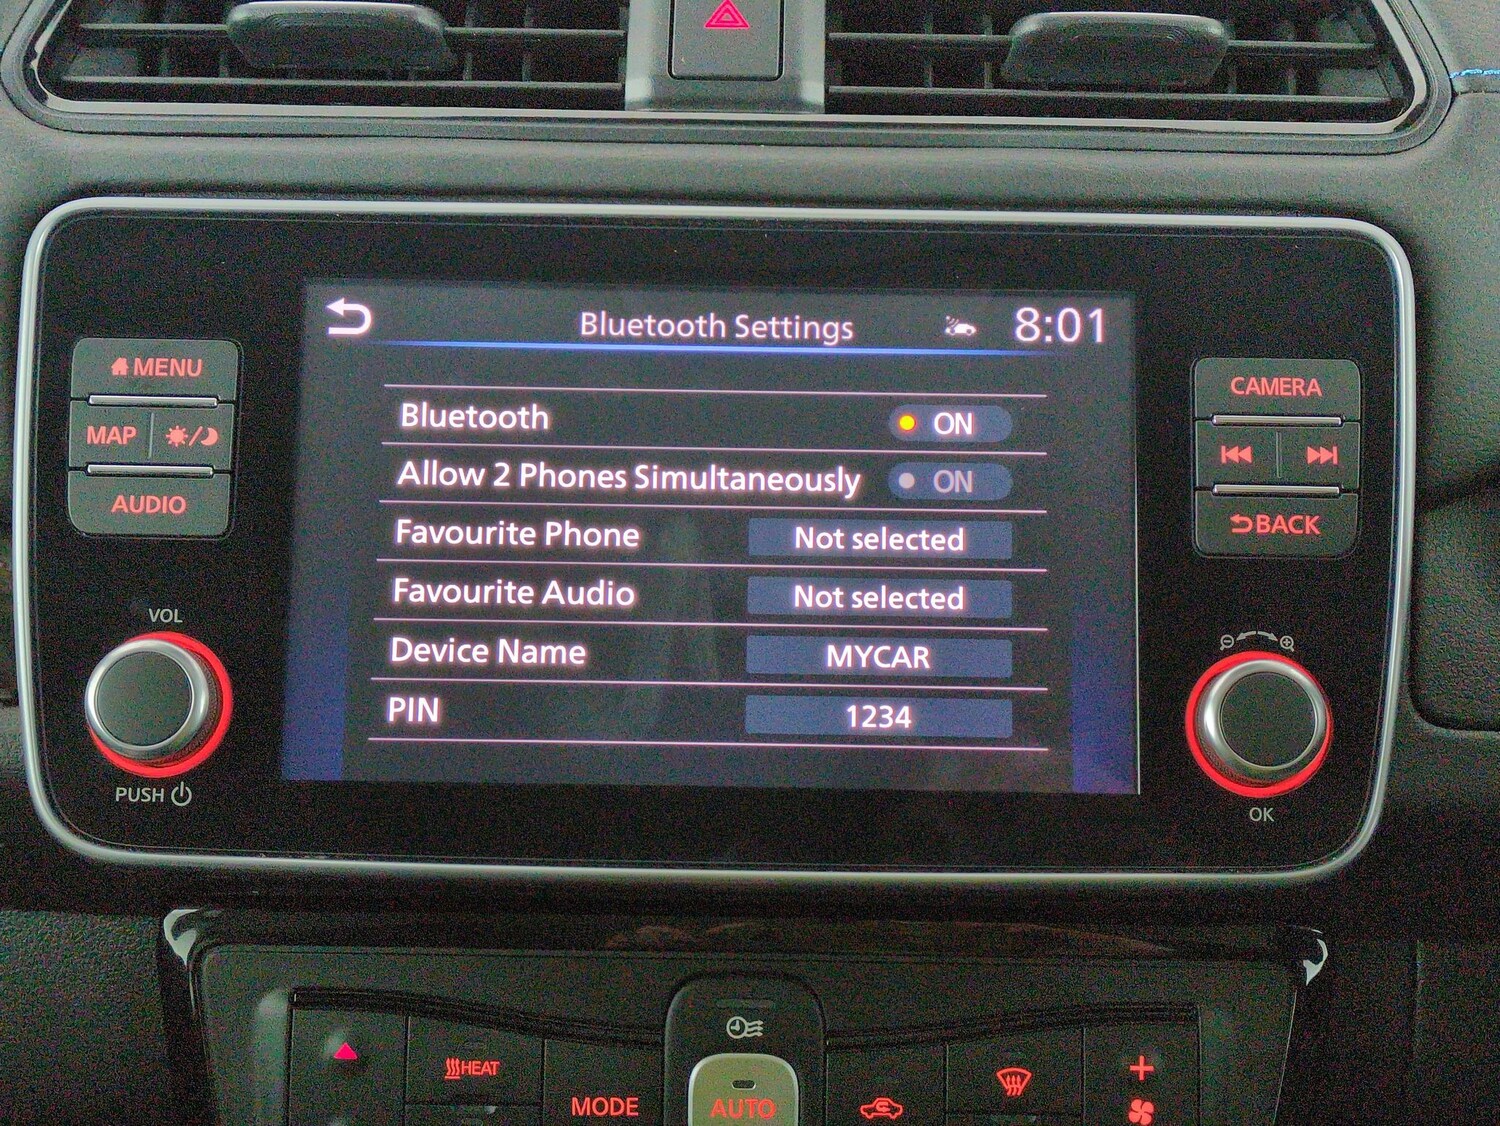 Bluetooth Settings 8:01
MENU
MAP
AUDIO
VOL
PUSH
Bluetooth ON
Allow 2 Phones Simultaneously ON
Favourite Phone Not selected
Favourite Audio Not selected
Device Name MYCAR
PIN 1234
CAMERA
BACK
OK
HEAT
MODE
AUTO